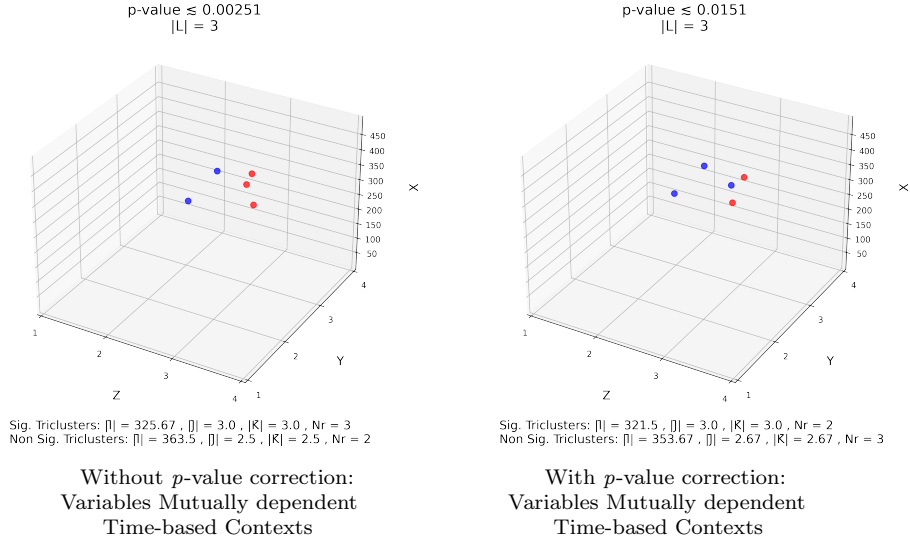 p-value ≤ 0.00251
|L| = 3
450
400
350
300
250
200
150
100
50
X
4
3
2
1
Y
1
2
3
4
Z
Sig. Triclusters: |Ī| = 325.67 , |J̄| = 3.0 , |K̄| = 3.0 , Nr = 3
Non Sig. Triclusters: |Ī| = 363.5 , |J̄| = 2.5 , |K̄| = 2.5 , Nr = 2
Without p-value correction:
Variables Mutually dependent
Time-based Contexts
p-value ≤ 0.0151
|L| = 3
450
400
350
300
250
200
150
100
50
X
4
3
2
1
Y
1
2
3
4
Z
Sig. Triclusters: |Ī| = 321.5 , |J̄| = 3.0 , |K̄| = 3.0 , Nr = 2
Non Sig. Triclusters: |Ī| = 353.67 , |J̄| = 2.67 , |K̄| = 2.67 , Nr = 3
With p-value correction:
Variables Mutually dependent
Time-based Contexts